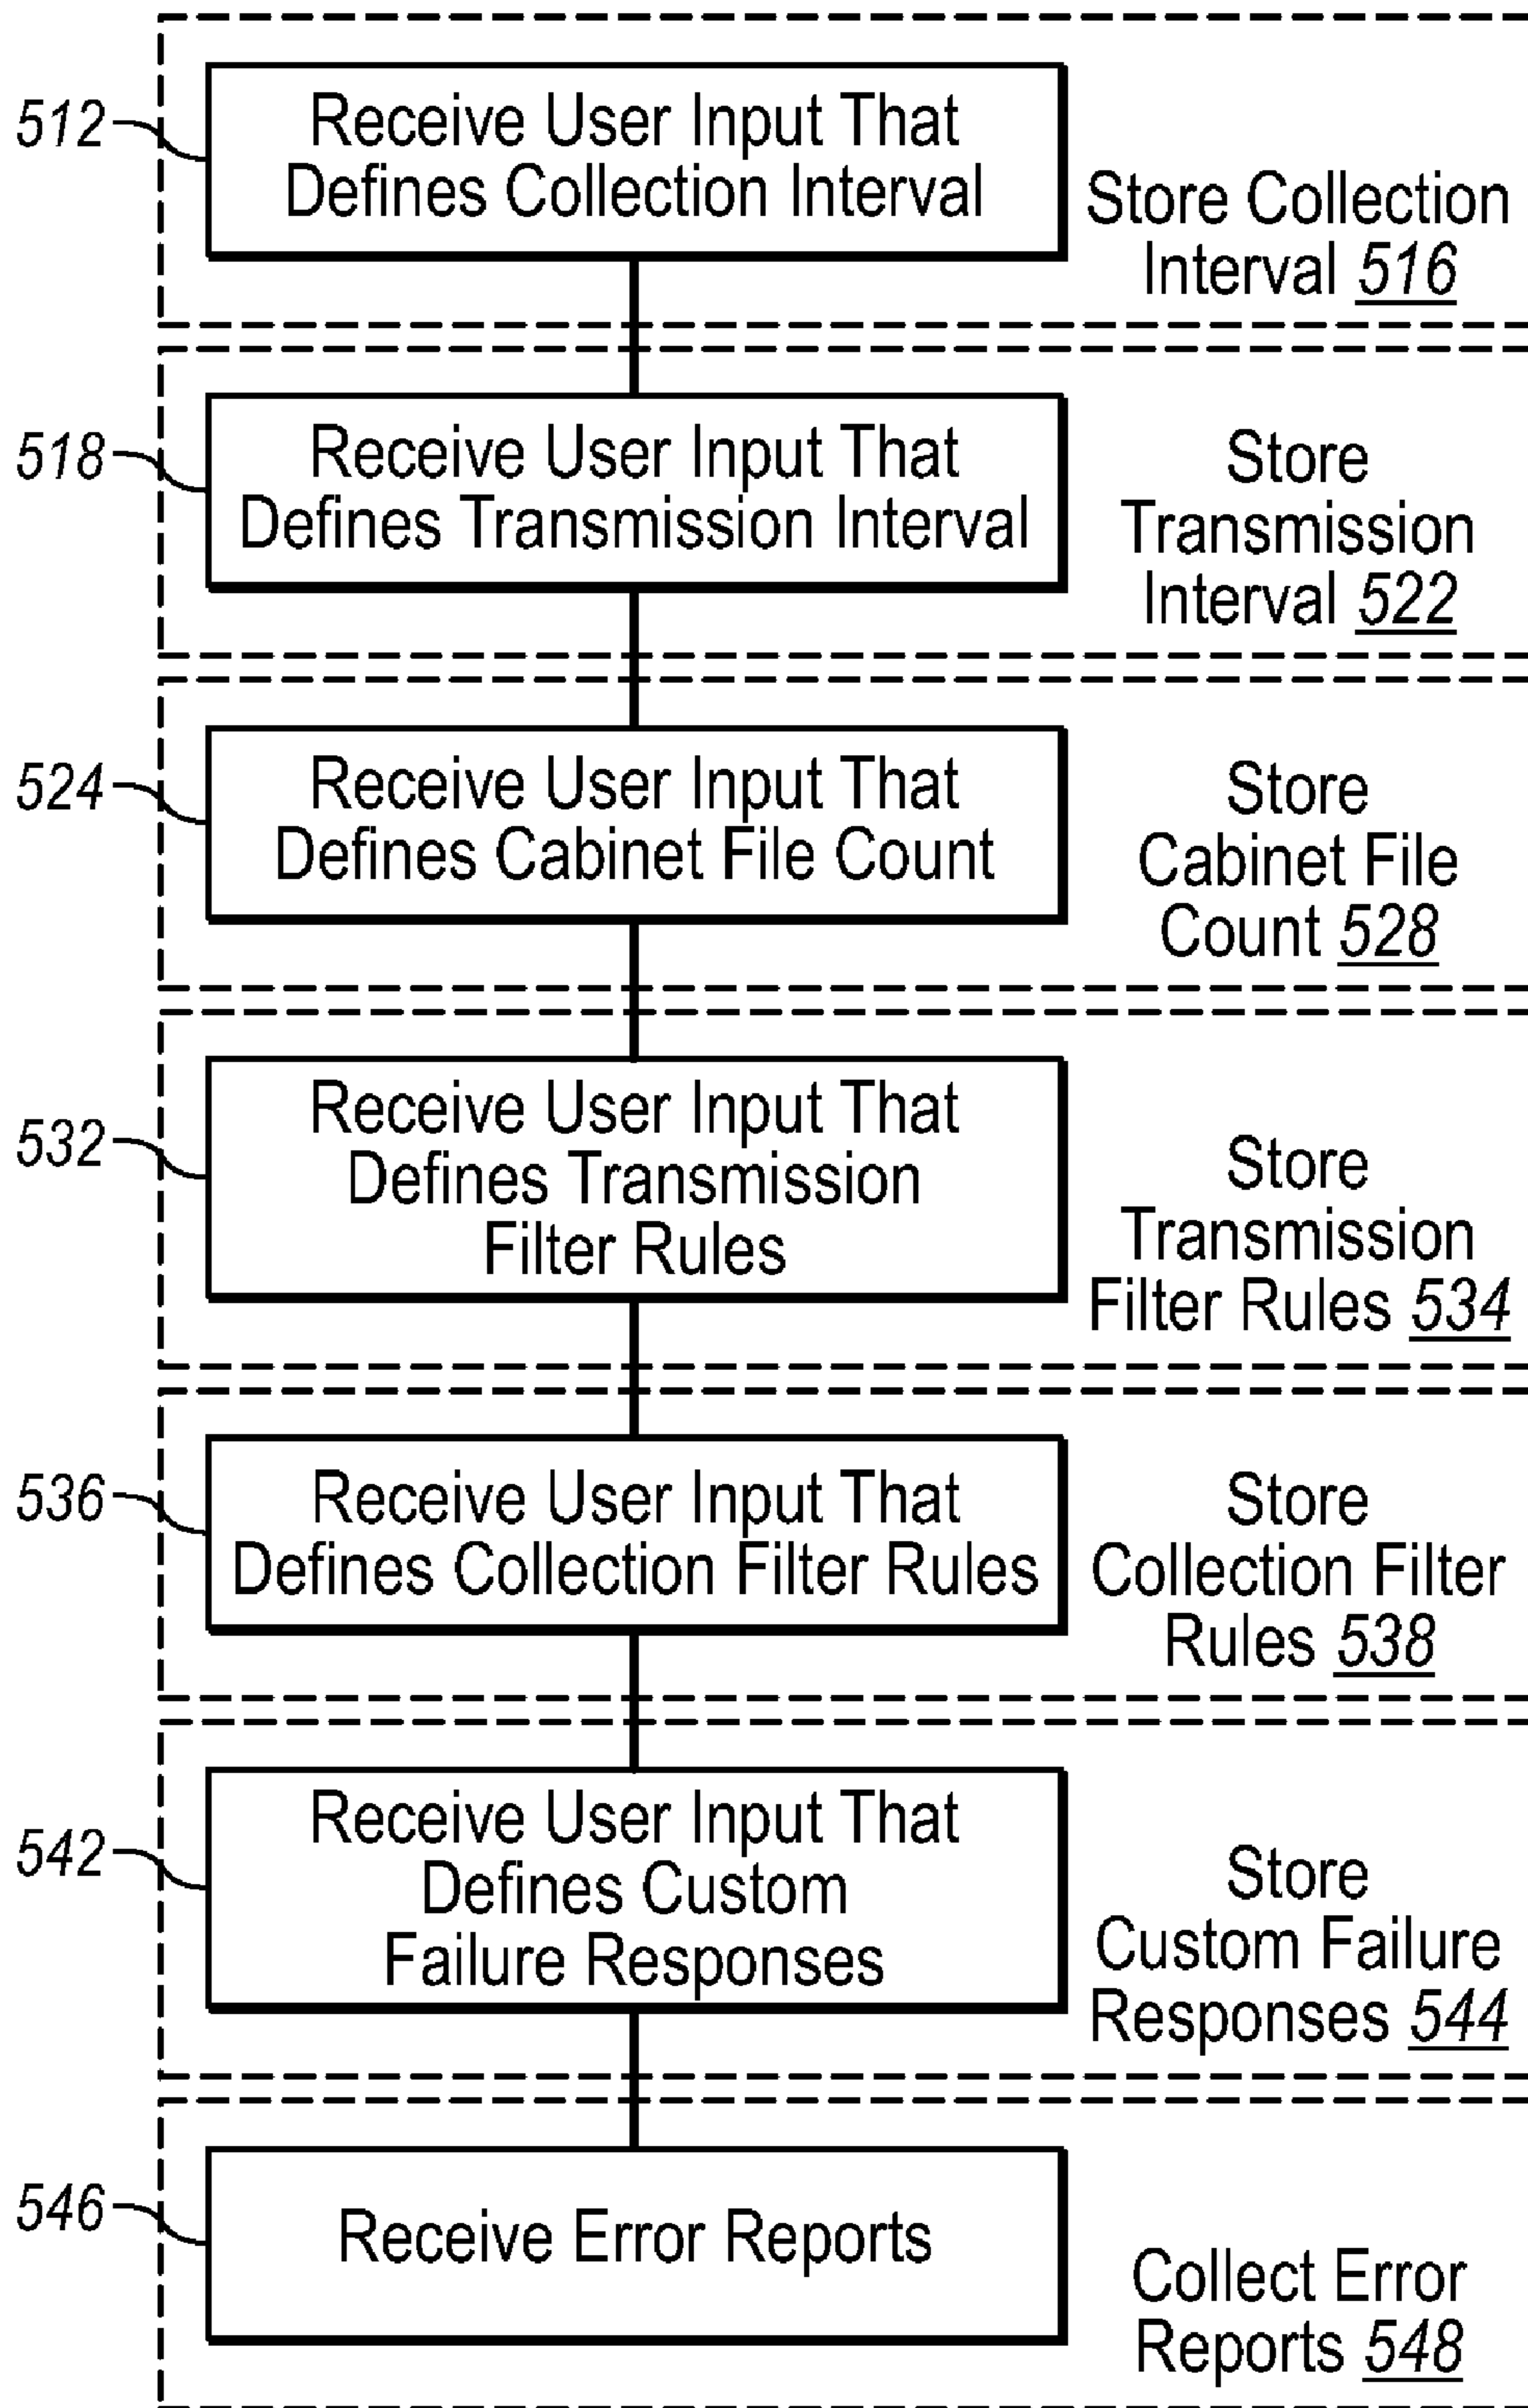 512
Receive User Input That
Defines Collection Interval
Store Collection
Interval 516
518
Receive User Input That
Defines Transmission Interval
Store
Transmission
Interval 522
524
Receive User Input That
Defines Cabinet File Count
Store
Cabinet File
Count 528
532
Receive User Input That
Defines Transmission
Filter Rules
Store
Transmission
Filter Rules 534
536
Receive User Input That
Defines Collection Filter Rules
Store
Collection Filter
Rules 538
542
Receive User Input That
Defines Custom
Failure Responses
Store
Custom Failure
Responses 544
546
Receive Error Reports
Collect Error
Reports 548